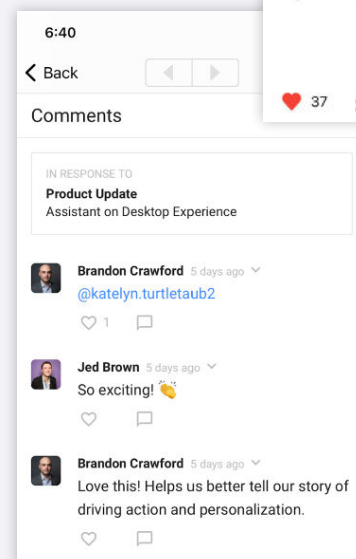 6:40
Back
37
Comments
IN RESPONSE TO
Product Update
Assistant on Desktop Experience
Brandon Crawford 5 days ago
@katelyn.turtletaub2
1
Jed Brown 5 days ago
So exciting! 👏
Brandon Crawford 5 days ago
Love this! Helps us better tell our story of
driving action and personalization.